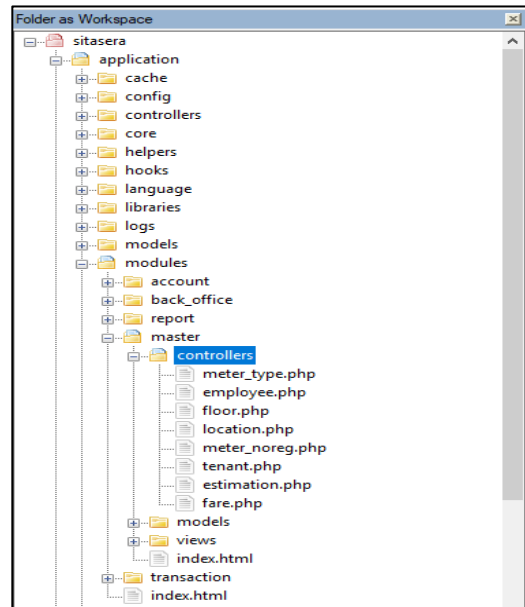 Folder as Workspace
sitasera
application
cache
config
controllers
core
helpers
hooks
language
libraries
logs
models
modules
account
back_office
report
master
controllers
meter_type.php
employee.php
floor.php
location.php
meter_noreg.php
tenant.php
estimation.php
fare.php
models
views
index.html
transaction
index.html